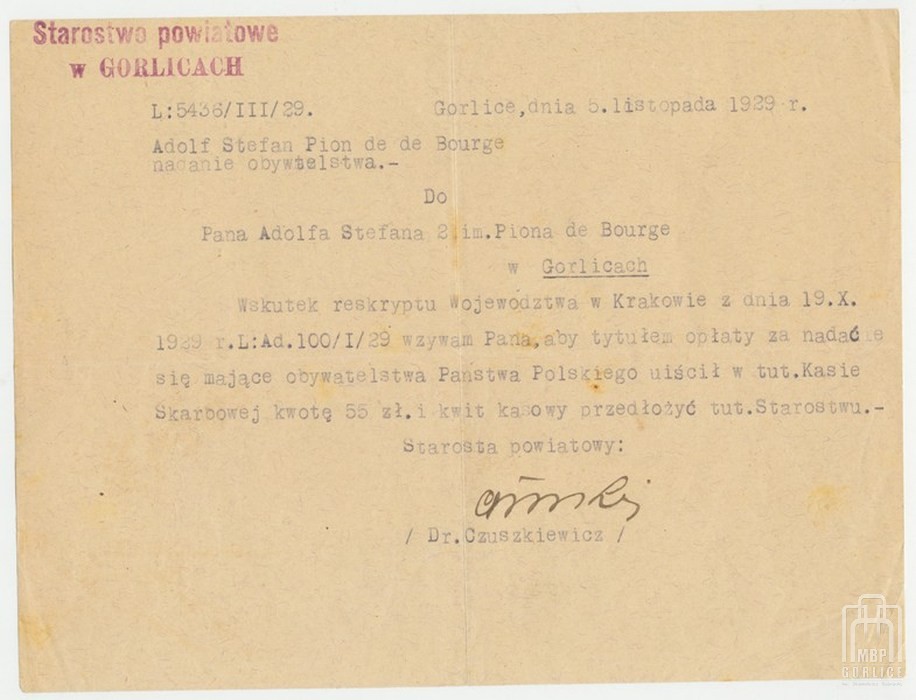 Starostwo powiatowe
w GORLICACH
L:5436/III/29. Gorlice,dnia 5.listopada 1929 r.
Adolf Stefan Pion de de Bourge
nadanie obywatelstwa.-
Do
Pana Adolfa Stefana 2 im.Piona de Bourge
w Gorlicach
Wskutek reskryptu Województwa w Krakowie z dnia 19.X.
1929 r.L:Ad.100/I/29 wzywam Pana,aby tytułem opłaty za nadać
się mające obywatelstwa Państwa Polskiego uiścił w tut.Kasie
Skarbowej kwotę 55 zł.i kwit kasowy przedłożyć tut.Starostwu.-
Starosta powiatowy:
/ Dr.Czuszkiewicz /
MBP
GORLICE